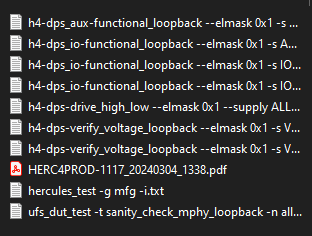 h4-dps_aux-functional_loopback --elmask 0x1 -s ...
h4-dps_io-functional_loopback --elmask 0x1 -s A...
h4-dps_io-functional_loopback --elmask 0x1 -s IO...
h4-dps_io-functional_loopback --elmask 0x1 -s IO...
h4-dps-drive_high_low --elmask 0x1 --supply ALL...
h4-dps-verify_voltage_loopback --elmask 0x1 -s V...
h4-dps-verify_voltage_loopback --elmask 0x1 -s V...
HERC4PROD-1117_20240304_1338.pdf
hercules_test -g mfg -i.txt
ufs_dut_test -t sanity_check_mphy_loopback -n all...